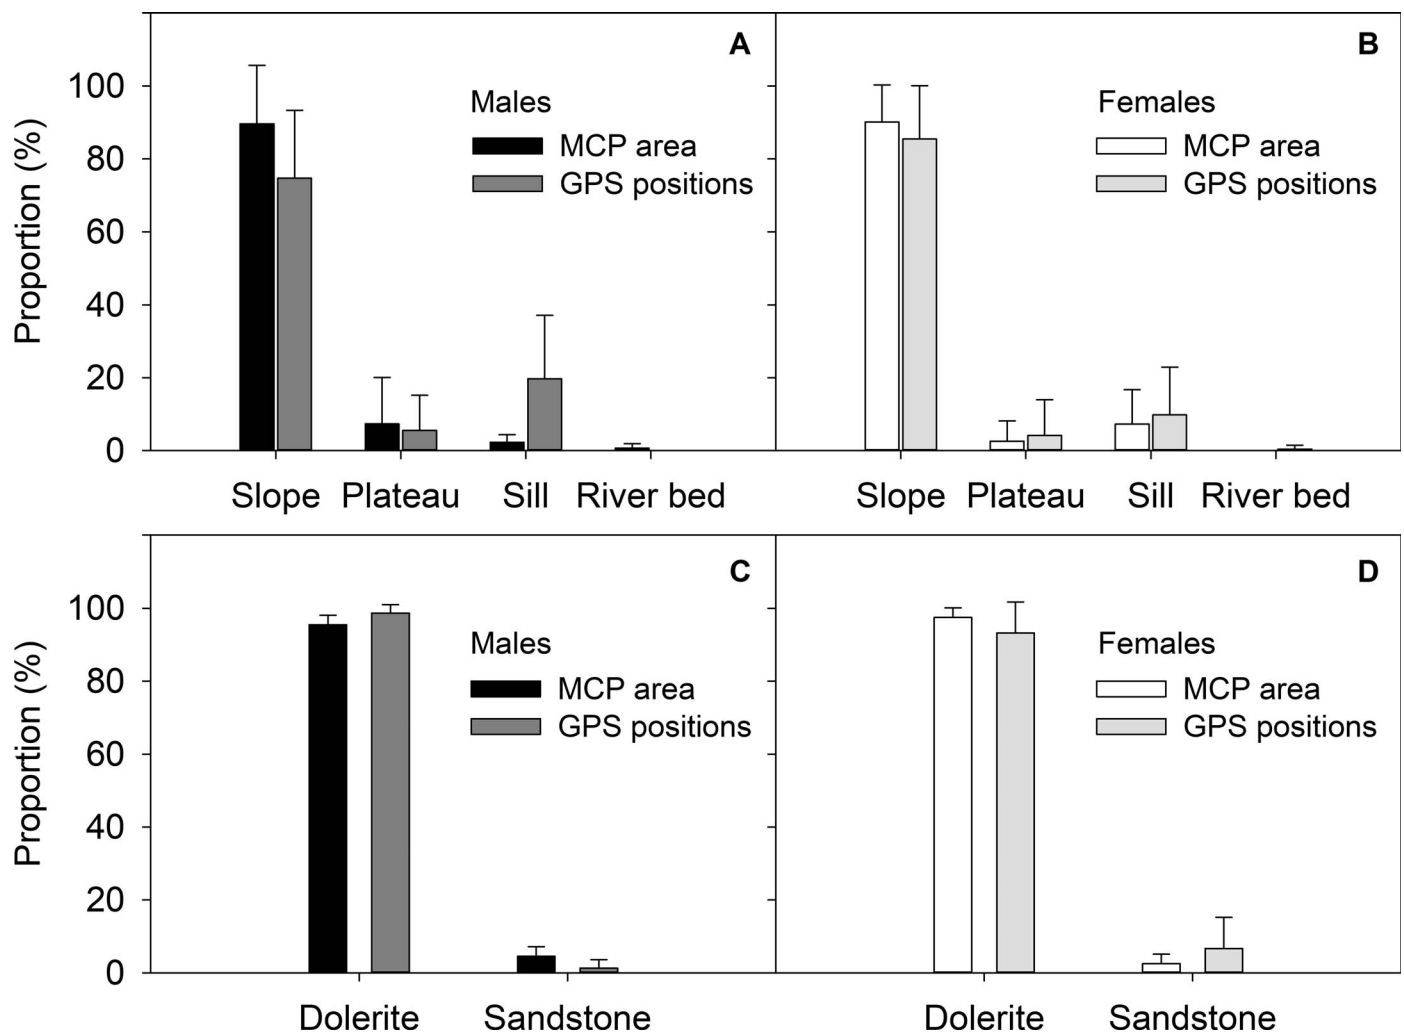 A
B
Proportion (%)
100
80
60
40
20
0
Males
MCP area
GPS positions
Females
MCP area
GPS positions
Slope Plateau Sill River bed
Slope Plateau Sill River bed
C
D
Proportion (%)
100
80
60
40
20
0
Males
MCP area
GPS positions
Females
MCP area
GPS positions
Dolerite Sandstone
Dolerite Sandstone